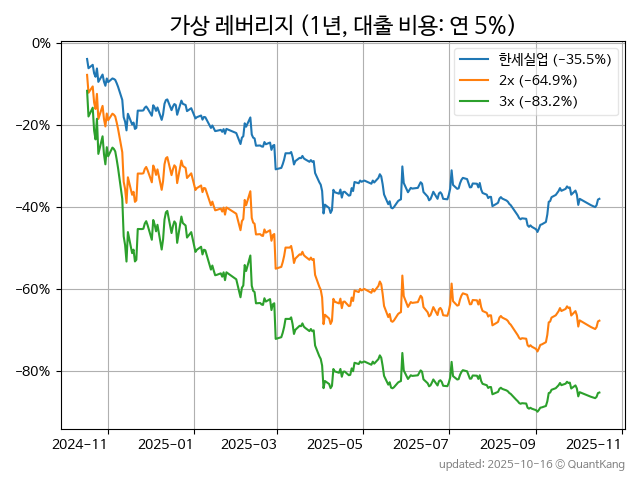 가상 레버리지 (1년, 대출 비용: 연 5%)
0%
−20%
−40%
−60%
−80%
한세실업 (−35.5%)
2x (−64.9%)
3x (−83.2%)
2024-11
2025-01
2025-03
2025-05
2025-07
2025-09
2025-11
updated: 2025-10-16 © QuantKang